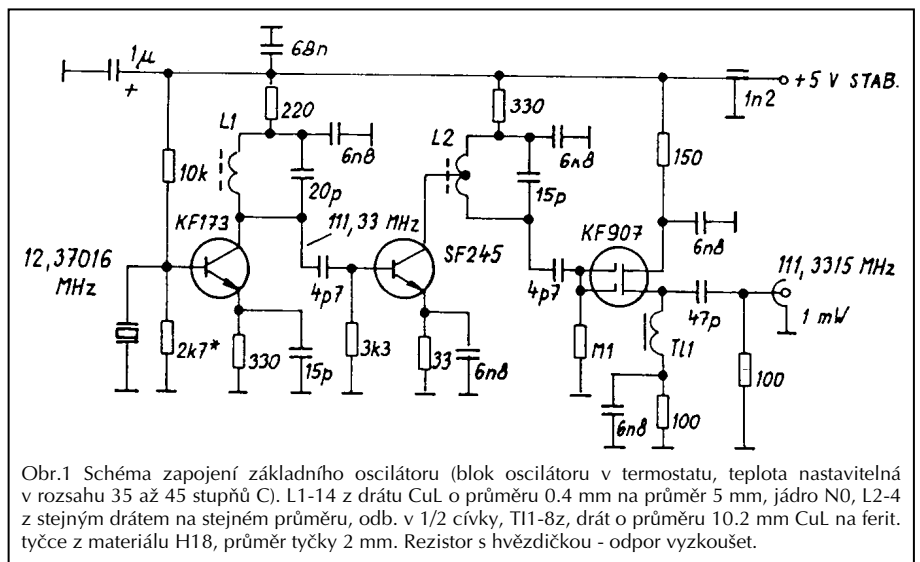 1µ
+
68n
220
L1
6n8
20p
10k
KF173
12,37016
MHz
2k7*
330
15p
111,33 MHz
4p7
3k3
330
L2
6n8
15p
SF245
33
6n8
4p7
KF907
M1
150
6n8
1n2
+5 V STAB.
47p
111,3315 MHz
1 mW
Tl1
6n8
100
100
Obr.1 Schéma zapojení základního oscilátoru (blok oscilátoru v termostatu, teplota nastavitelná
v rozsahu 35 až 45 stupňů C). L1-14 z drátu CuL o průměru 0.4 mm na průměr 5 mm, jádro N0, L2-4
z stejným drátem na stejném průměru, odb. v 1/2 cívky, Tl1-8z, drát o průměru 10.2 mm CuL na ferit.
tyčce z materiálu H18, průměr tyčky 2 mm. Rezistor s hvězdičkou - odpor vyzkoušet.